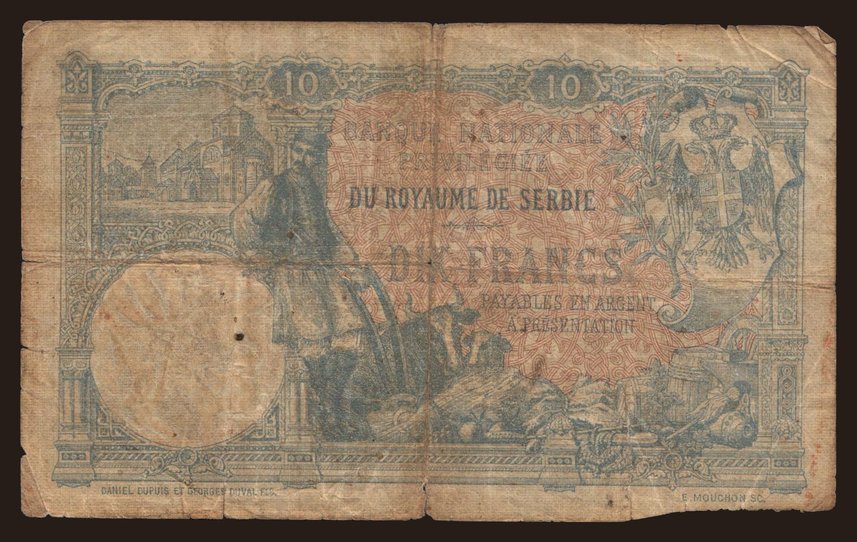 10 10
BANQUE NATIONALE
PRIVILÉGIÉE
DU ROYAUME DE SERBIE
DIX FRANCS
PAYABLES EN ARGENT
À PRÉSENTATION
DANIEL DUPUIS ET GEORGES DUVAL FEC. E. MOUCHON SC.